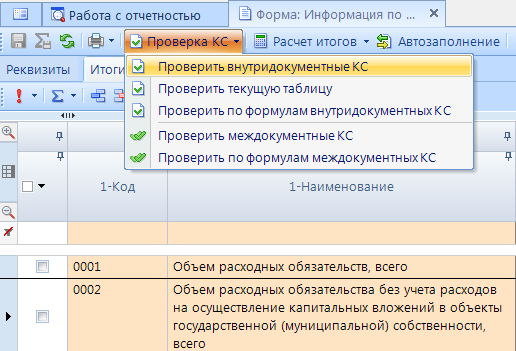 Работа с отчетностью
Форма: Информация по
Проверка КС
Расчет итогов
Автозаполнение
Реквизиты
Итоги
Проверить внутридокументные КС
Проверить текущую таблицу
Проверить по формулам внутридокументных КС
Проверить междокументные КС
Проверить по формулам междокументных КС
1-Код
1-Наименование
0001
Объем расходных обязательств, всего
0002
Объем расходных обязательства без учета расходов
на осуществление капитальных вложений в объекты
государственной (муниципальной) собственности,
всего